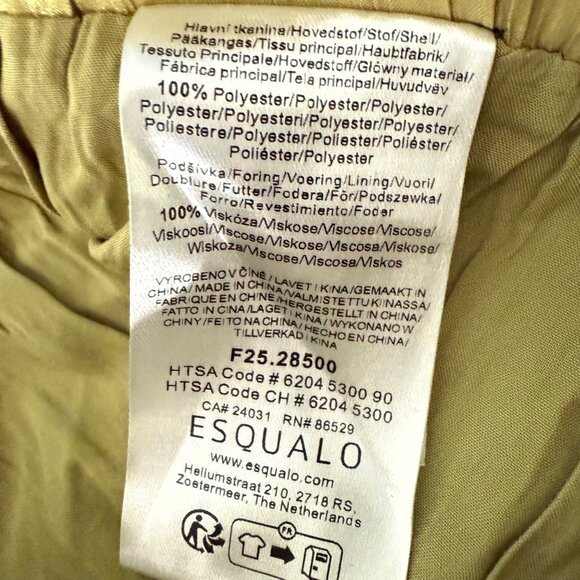 Hlavní tkanina/Hovedstof/Stof/Shell/
Pääkangas/Tissu principal/Haubtfabrik/
Tessuto Principale/Hovedstoff/Główny materiał/
Fábrica principal/Tela principal/Huvudväv
100% Polyester/Polyester/Polyester/
Polyester/Polyesteri/Polyester/Polyester/
Poliestere/Polyester/Poliester/Poliéster/
Poliéster/Polyester
Podšívka/Foring/Voering/Lining/Vuori/
Doublure/Futter/Fodera/Fôr/Podszewka/
Forro/Revestimiento/Foder
100% Viskóza/Viskose/Viscose/Viscose/
Viskoosi/Viscose/Viskose/Viscosa/Viskose/
Wiskoza/Viscose/Viscosa/Viskos
VYROBENO V ČÍNĚ/LAVET I KINA/GEMAAKT IN
CHINA/MADE IN CHINA/VALMISTETTU KIINASSA/
FABRIQUE EN CHINE/HERGESTELLT IN CHINA/
FATTO IN CINA/LAGET I KINA/WYKONANO W
CHINY/FEITO NA CHINA/HECHO EN CHINA/
TILLVERKAD I KINA
F25.28500
HTSA Code # 6204 5300 90
HTSA Code CH # 6204 5300
CA# 24031 RN# 86529
ESQUALO
www.esqualo.com
Heliumstraat 210, 2718 RS,
Zoetermeer, The Netherlands
FR